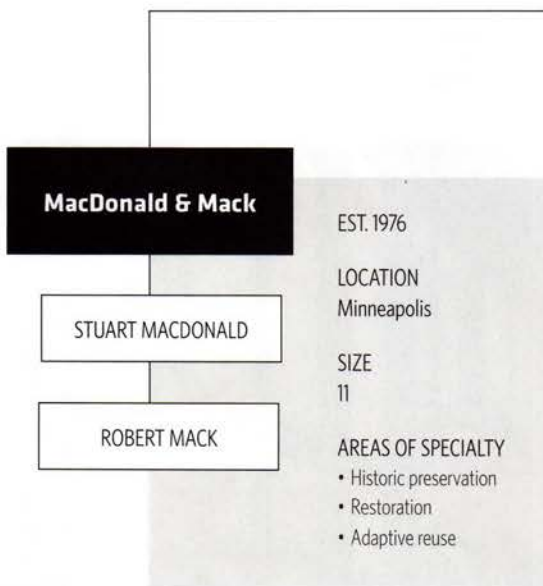 MacDonald & Mack
STUART MACDONALD
ROBERT MACK
EST. 1976
LOCATION
Minneapolis
SIZE
11
AREAS OF SPECIALTY
• Historic preservation
• Restoration
• Adaptive reuse